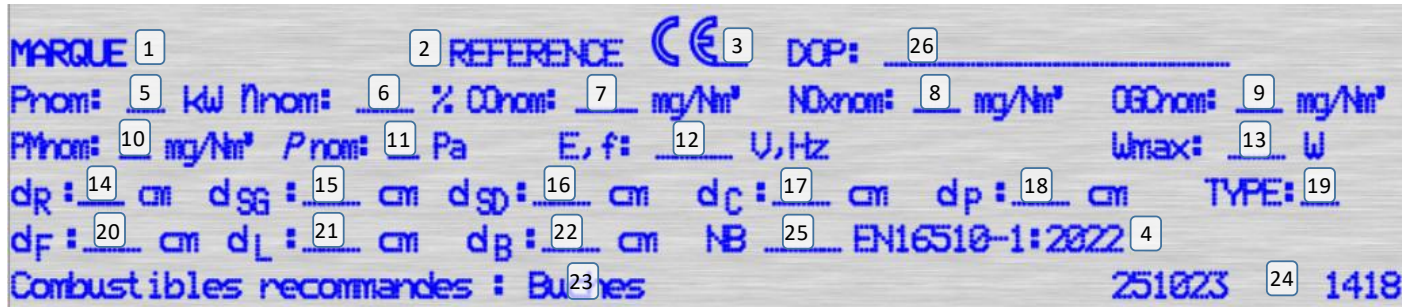 MARQUE 1 2 REFERENCE CE 3 DOP: 26
Pnom: 5 kW ηnom: 6 % COnom: 7 mg/Nm³ NOxnom: 8 mg/Nm³ OGCnom: 9 mg/Nm³
PMnom: 10 mg/Nm³ Pnom: 11 Pa E,f: 12 V,Hz Wmax: 13 W
dR: 14 cm dSG: 15 cm dSD: 16 cm dC: 17 cm dP: 18 cm TYPE: 19
dF: 20 cm dL: 21 cm dB: 22 cm NB 25 EN16510-1:2022 4
Combustibles recommandes : 23 251023 24 1418